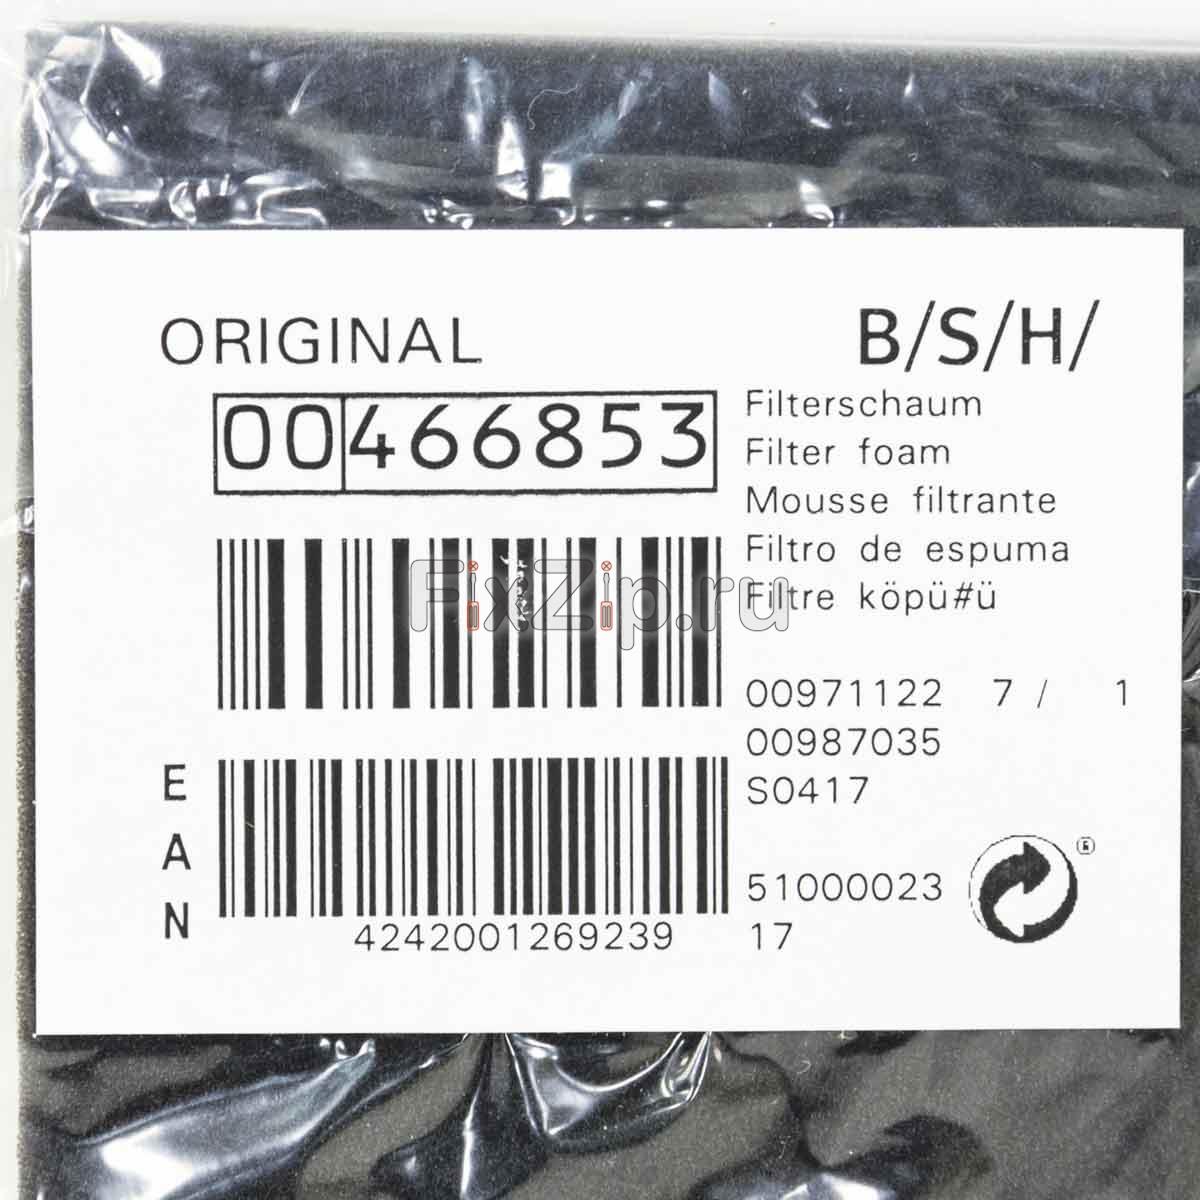 ORIGINAL
B/S/H/
00466853
Filterschaum
Filter foam
Mousse filtrante
Filtro de espuma
Filtre köpü#ü
FixZip.ru
00971122 7 / 1
00987035
S0417
EAN
51000023
4242001269239
17